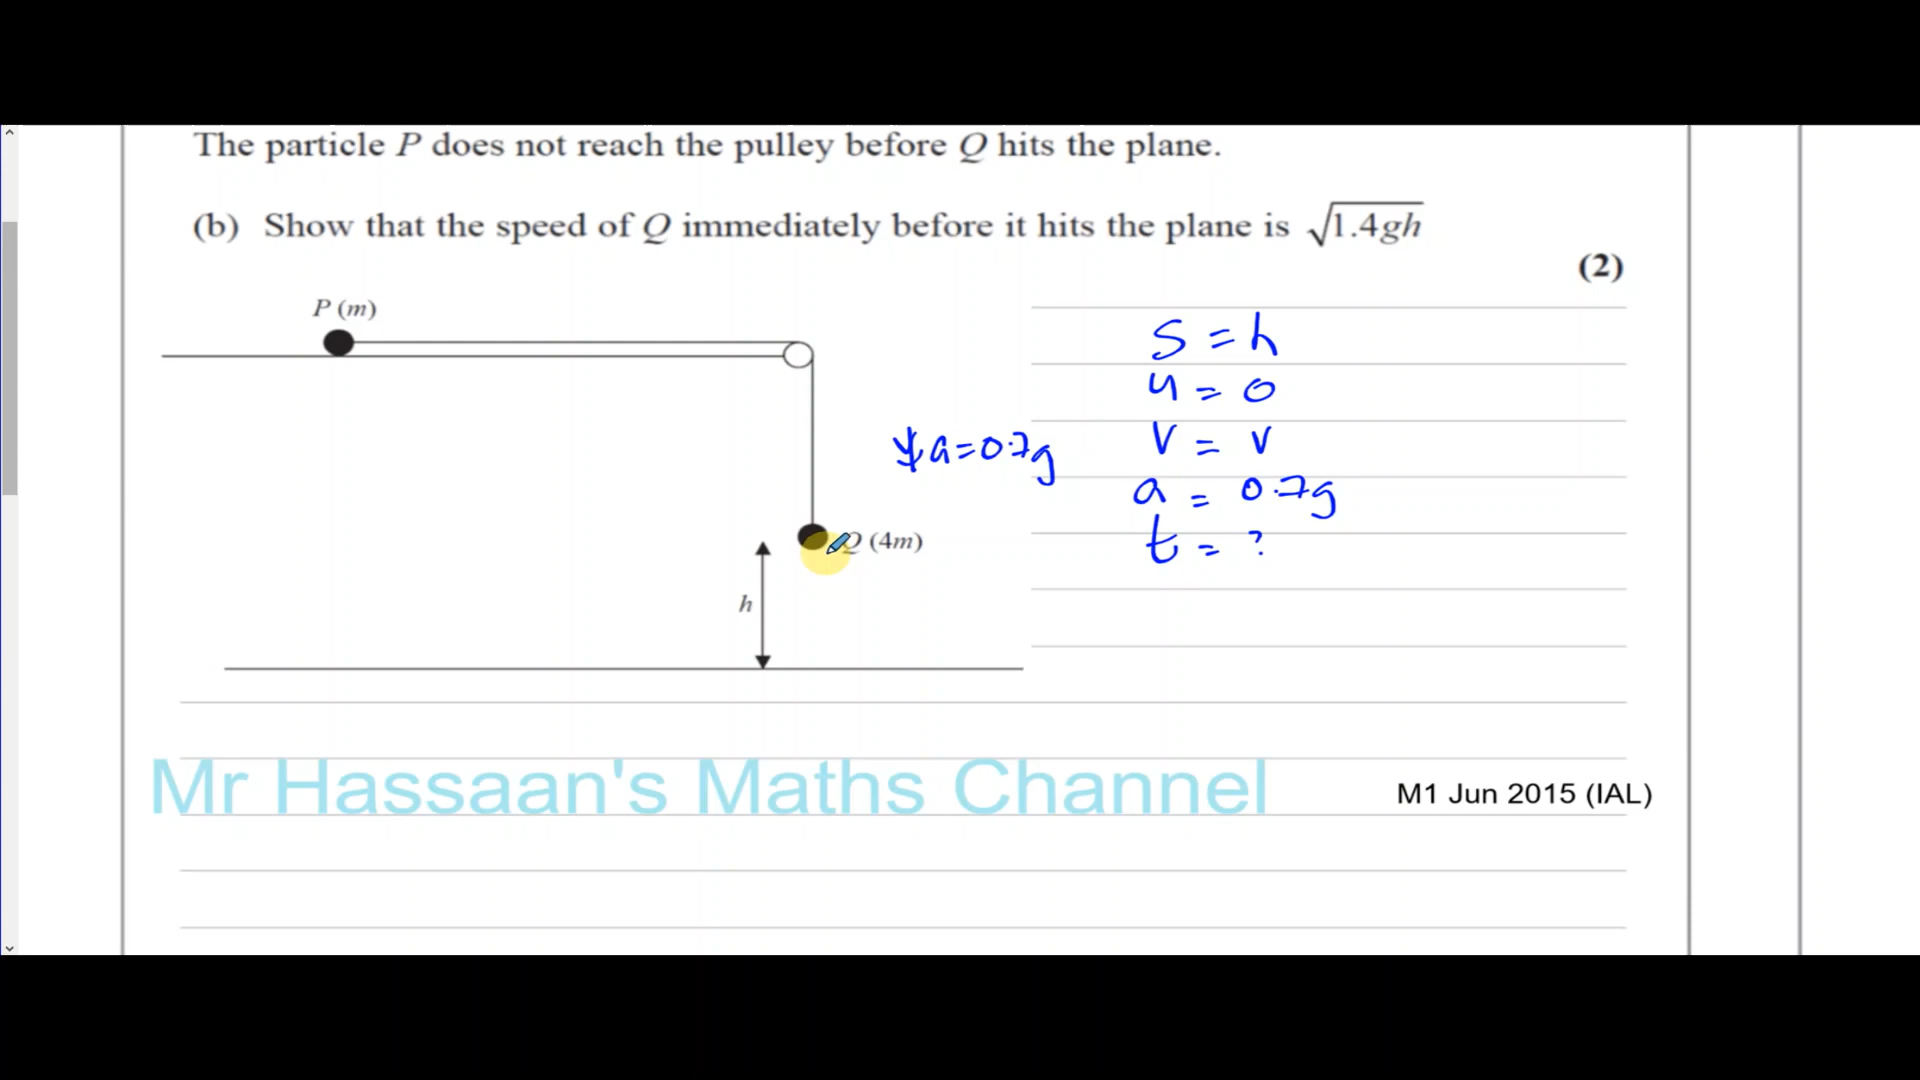 The particle P does not reach the pulley before Q hits the plane.
(b) Show that the speed of Q immediately before it hits the plane is √1.4gh
(2)
P (m)
S = h
u = 0
a = 0.7g
v = v
a = 0.7g
Q (4m)
t = ?
h
Mr Hassaan's Maths Channel
M1 Jun 2015 (IAL)